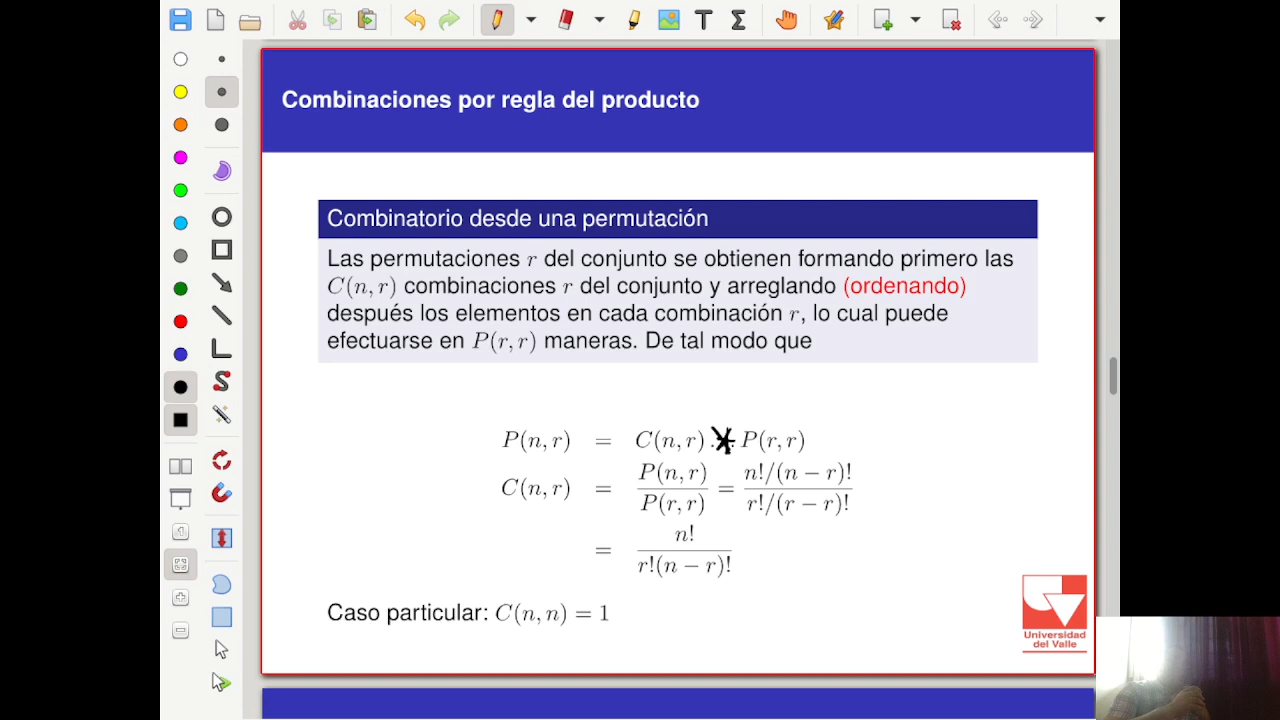 Combinaciones por regla del producto
Combinatorio desde una permutación
Las permutaciones r del conjunto se obtienen formando primero las
C(n, r) combinaciones r del conjunto y arreglando (ordenando)
después los elementos en cada combinación r, lo cual puede
efectuarse en P(r, r) maneras. De tal modo que
P(n, r) = C(n, r) * P(r, r)
C(n, r) = P(n, r) / P(r, r) = n!/(n − r)! / r!/(r − r)!
= n! / r!(n − r)!
Caso particular: C(n, n) = 1
Universidad
del Valle